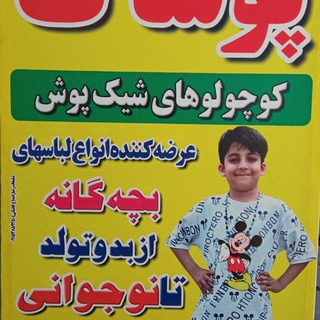 پوشاک
کوچولوهای شیک پوش
عرضه کننده انواع لباسهای
بچه گانه
از بدو تولد
تا نوجوانی